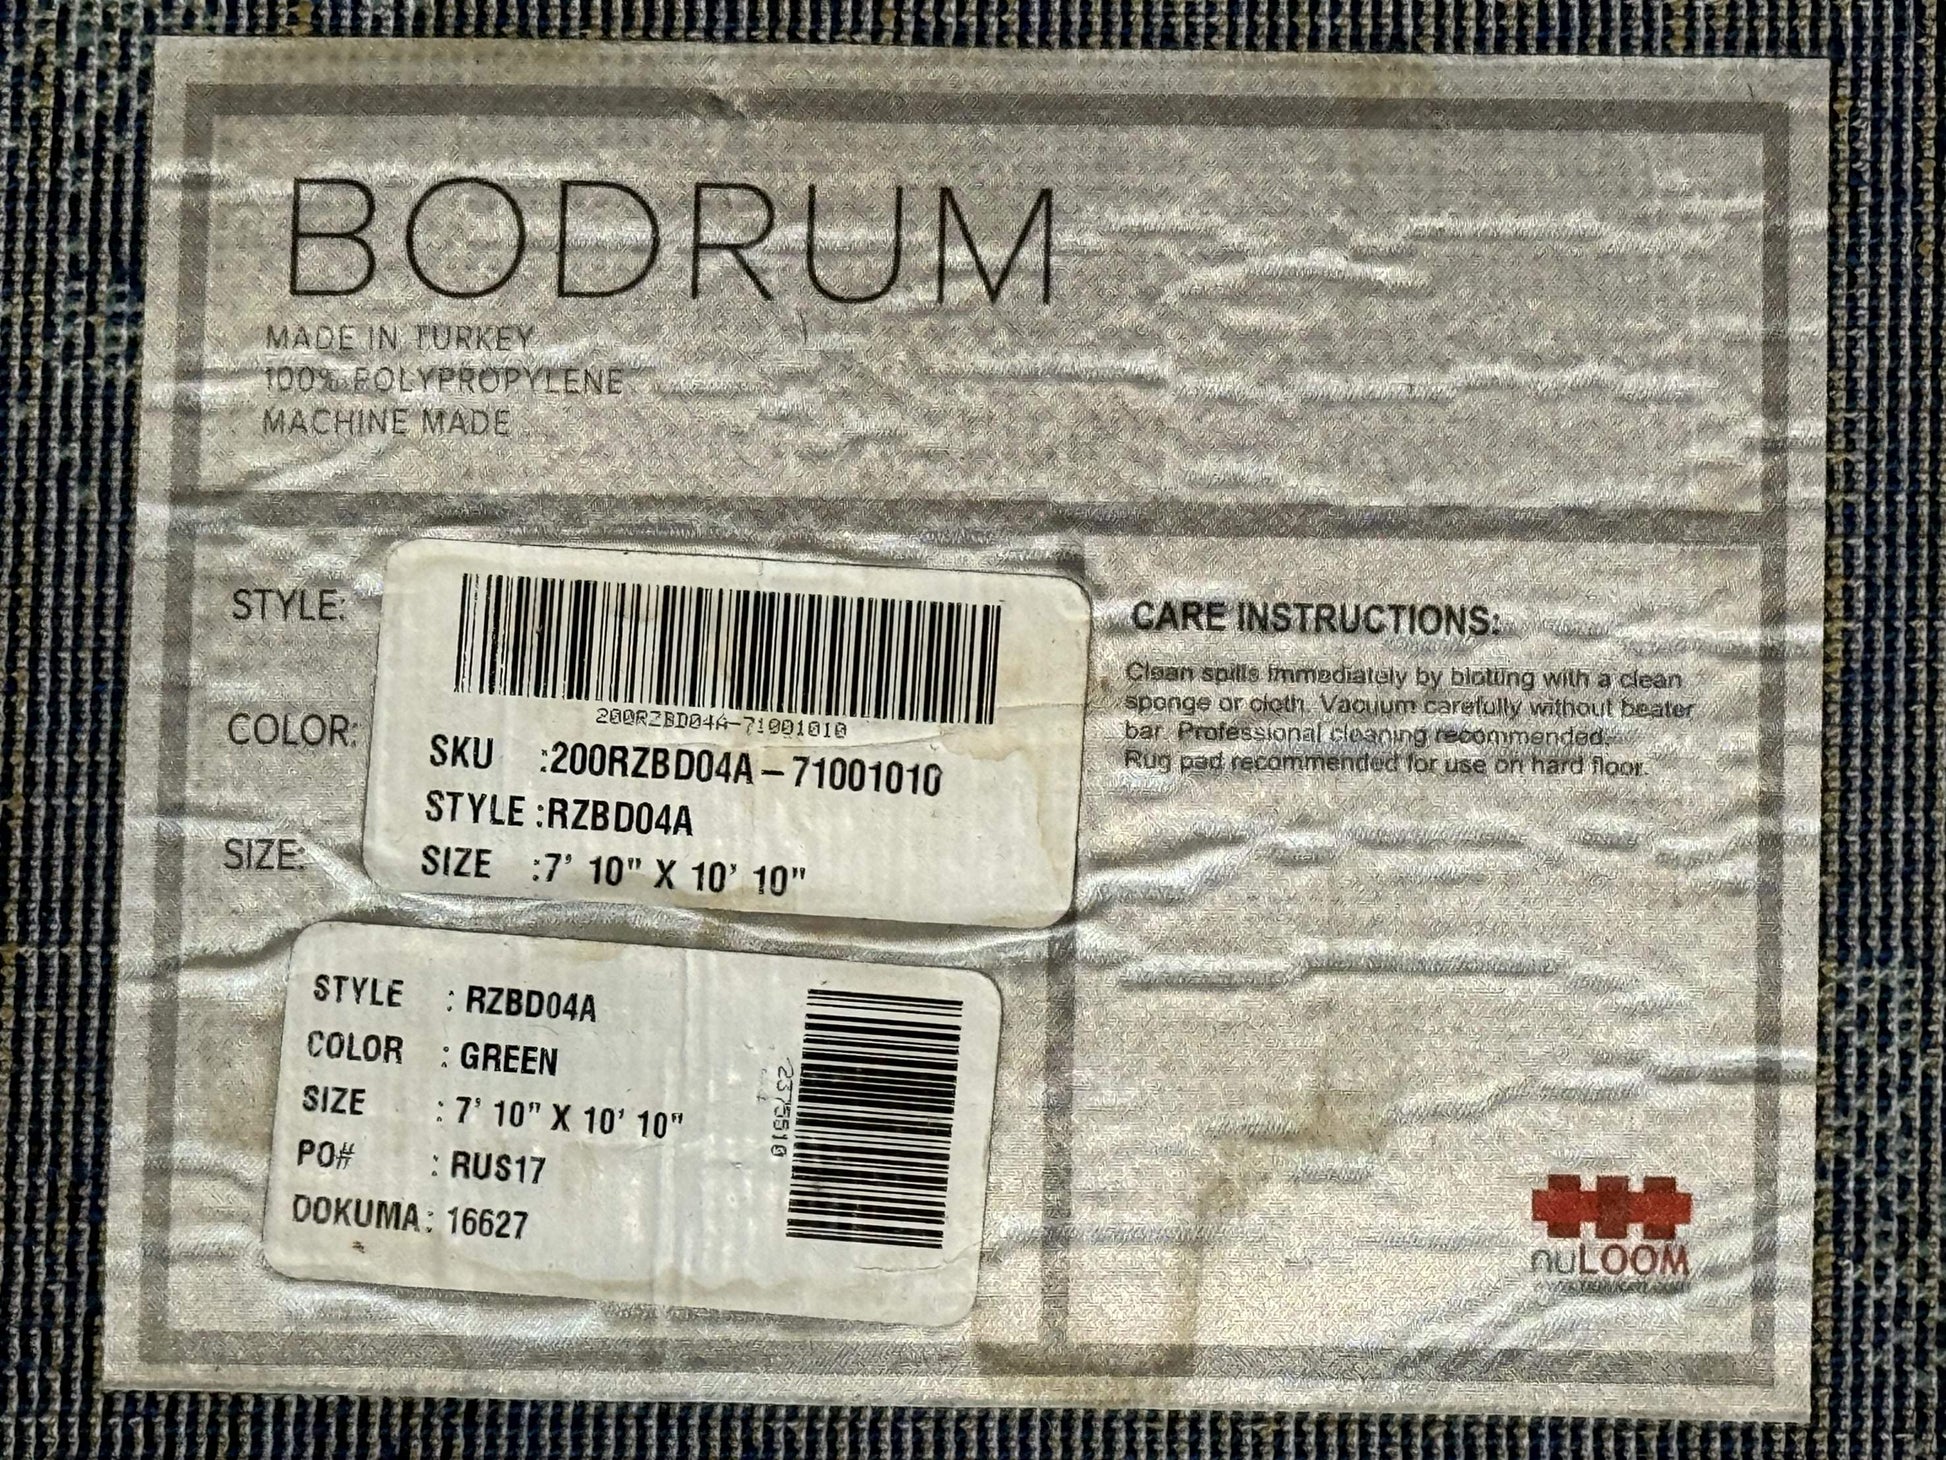 BODRUM
MADE IN TURKEY
100% POLYPROPYLENE
MACHINE MADE
STYLE:
COLOR:
SIZE:
200RZBD04A-71001010
SKU :200RZBD04A-71001010
STYLE :RZBD04A
SIZE :7' 10" X 10' 10"
STYLE : RZBD04A
COLOR : GREEN
SIZE : 7' 10" X 10' 10"
PO# : RUS17
DOKUMA : 16627
2375510
CARE INSTRUCTIONS:
Clean spills immediately by blotting with a clean
sponge or cloth. Vacuum carefully without beater
bar. Professional cleaning recommended.
Rug pad recommended for use on hard floor.
nuLOOM